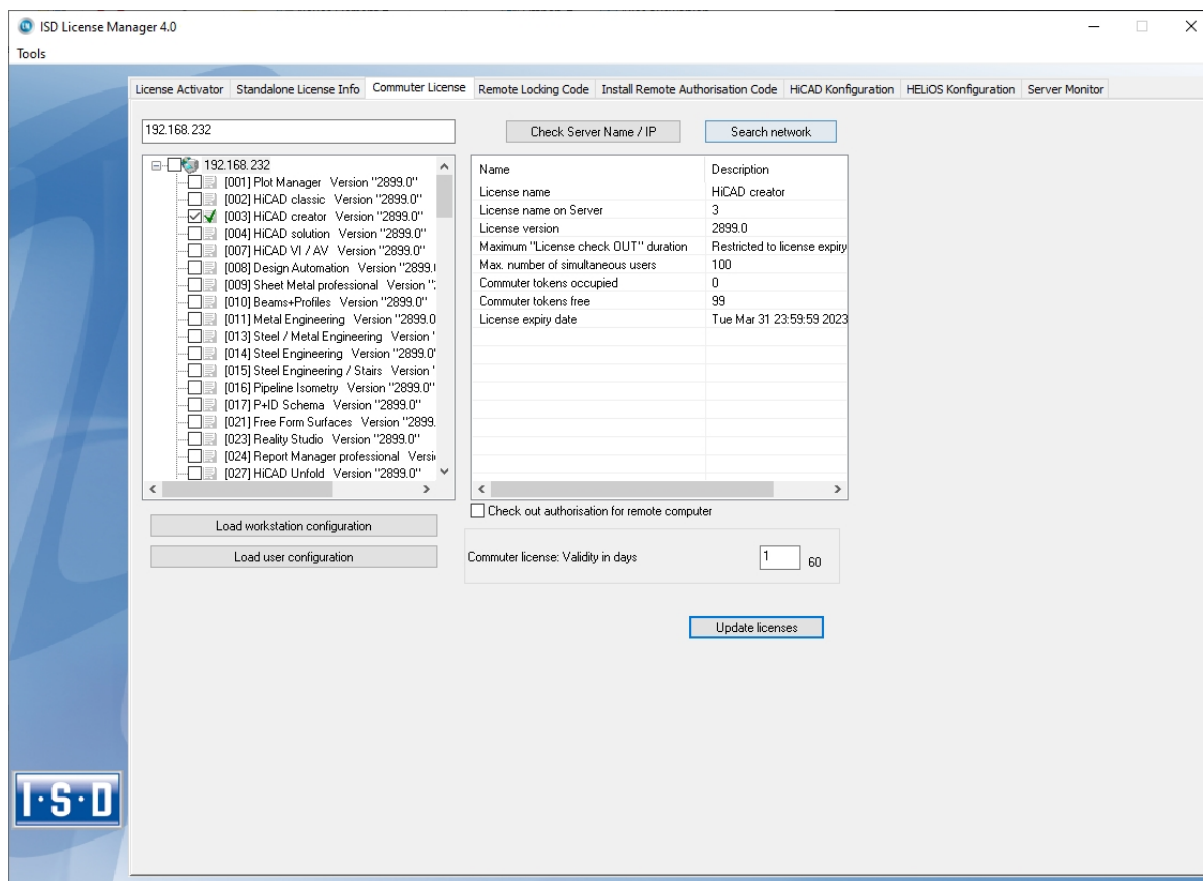 ISD License Manager 4.0
Tools
License Activator Standalone License Info Commuter License Remote Locking Code Install Remote Authorisation Code HiCAD Konfiguration HELiOS Konfiguration Server Monitor
192.168.232 Check Server Name / IP Search network
192.168.232
[001] Plot Manager Version "2899.0"
[002] HiCAD classic Version "2899.0"
[003] HiCAD creator Version "2899.0"
[004] HiCAD solution Version "2899.0"
[007] HiCAD VI / AV Version "2899.0"
[008] Design Automation Version "2899.
[009] Sheet Metal professional Version "
[010] Beams+Profiles Version "2899.0"
[011] Metal Engineering Version "2899.0
[013] Steel / Metal Engineering Version "
[014] Steel Engineering Version "2899.0"
[015] Steel Engineering / Stairs Version "
[016] Pipeline Isometry Version "2899.0"
[017] P+ID Schema Version "2899.0"
[021] Free Form Surfaces Version "2899.
[023] Reality Studio Version "2899.0"
[024] Report Manager professional Versi
[027] HiCAD Unfold Version "2899.0"
Name Description
License name HiCAD creator
License name on Server 3
License version 2899.0
Maximum "License check OUT" duration Restricted to license expiry
Max. number of simultaneous users 100
Commuter tokens occupied 0
Commuter tokens free 99
License expiry date Tue Mar 31 23:59:59 2023
Load workstation configuration
Load user configuration
Check out authorisation for remote computer
Commuter license: Validity in days 1 60
Update licenses
I·S·D